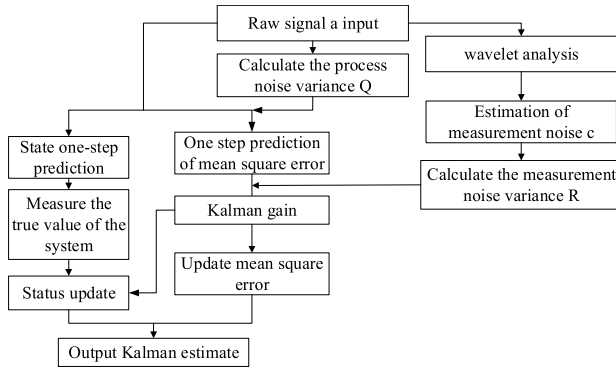 Raw signal a input
Calculate the process
noise variance Q
wavelet analysis
Estimation of
measurement noise c
Calculate the measurement
noise variance R
State one-step
prediction
One step prediction
of mean square error
Measure the
true value of the
system
Kalman gain
Update mean square
error
Status update
Output Kalman estimate